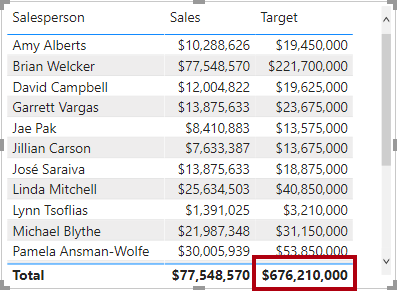 Salesperson Sales Target
Amy Alberts $10,288,626 $19,450,000
Brian Welcker $77,548,570 $221,700,000
David Campbell $12,004,822 $19,625,000
Garrett Vargas $13,875,633 $23,675,000
Jae Pak $8,410,883 $13,575,000
Jillian Carson $7,633,387 $13,675,000
José Saraiva $13,875,633 $18,875,000
Linda Mitchell $25,634,503 $40,850,000
Lynn Tsoflias $1,391,025 $3,210,000
Michael Blythe $21,987,348 $31,150,000
Pamela Ansman-Wolfe $30,005,939 $53,850,000
Total $77,548,570 $676,210,000